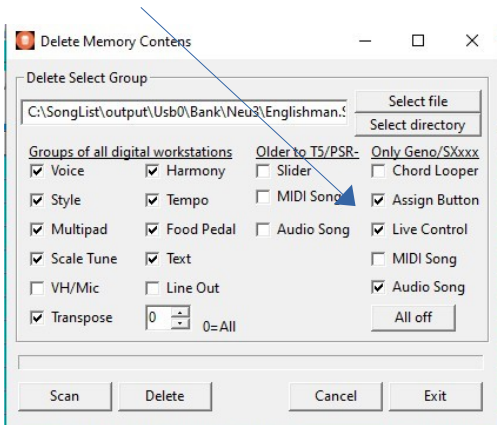 Delete Memory Contens
Delete Select Group
C:\SongList\output\Usb0\Bank\Neu3\Englishman.S
Select file
Select directory
Groups of all digital workstations Older to T5/PSR- Only Geno/SXxxx
Voice Harmony Slider Chord Looper
Style Tempo MIDI Song Assign Button
Multipad Food Pedal Audio Song Live Control
Scale Tune Text MIDI Song
VH/Mic Line Out Audio Song
Transpose 0 0=All All off
Scan Delete Cancel Exit